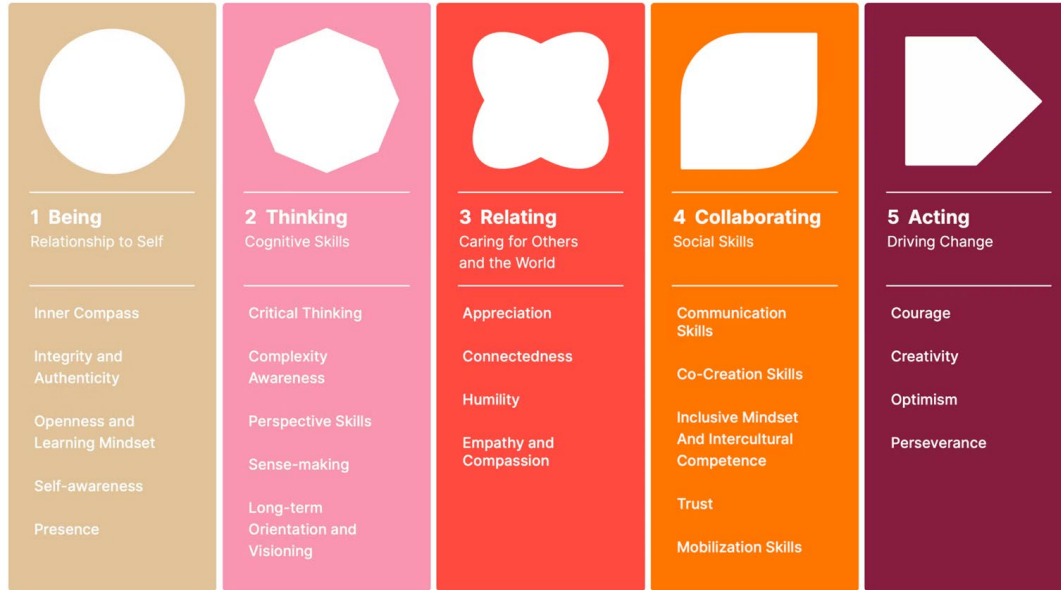 1 Being
Relationship to Self
Inner Compass
Integrity and
Authenticity
Openness and
Learning Mindset
Self-awareness
Presence
2 Thinking
Cognitive Skills
Critical Thinking
Complexity
Awareness
Perspective Skills
Sense-making
Long-term
Orientation and
Visioning
3 Relating
Caring for Others
and the World
Appreciation
Connectedness
Humility
Empathy and
Compassion
4 Collaborating
Social Skills
Communication
Skills
Co-Creation Skills
Inclusive Mindset
And Intercultural
Competence
Trust
Mobilization Skills
5 Acting
Driving Change
Courage
Creativity
Optimism
Perseverance